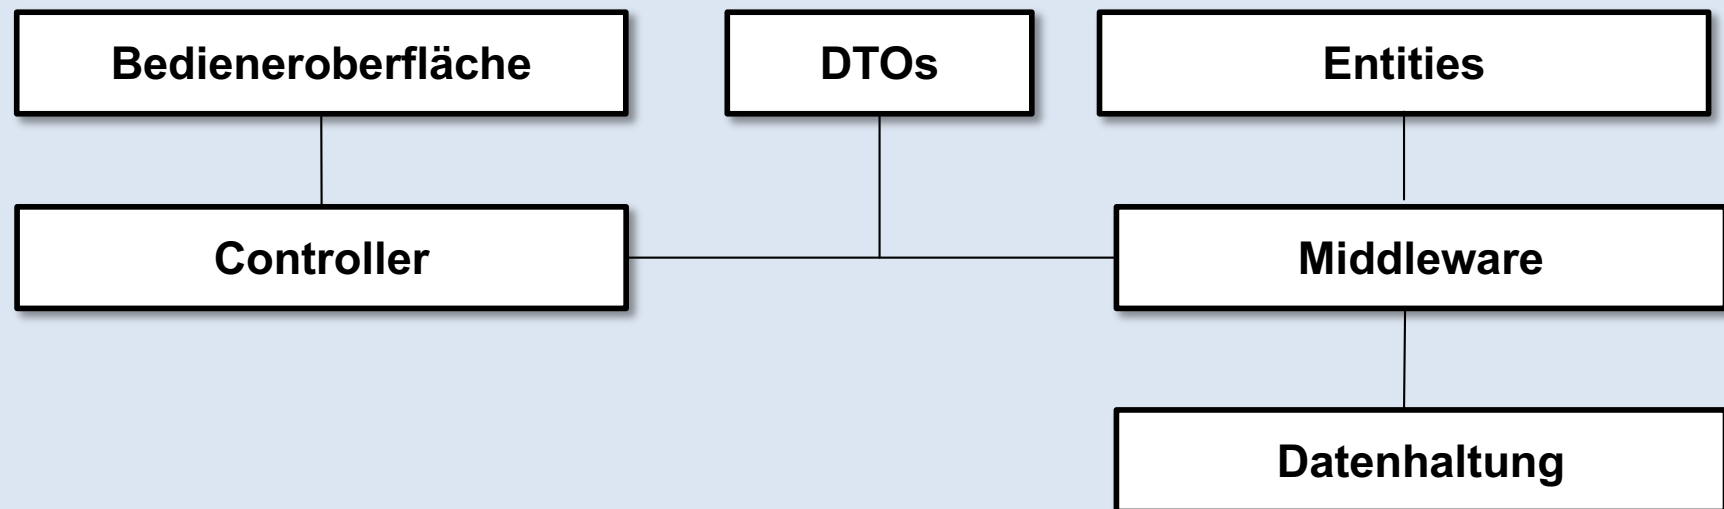 Bedieneroberfläche
DTOs
Entities
Controller
Middleware
Datenhaltung